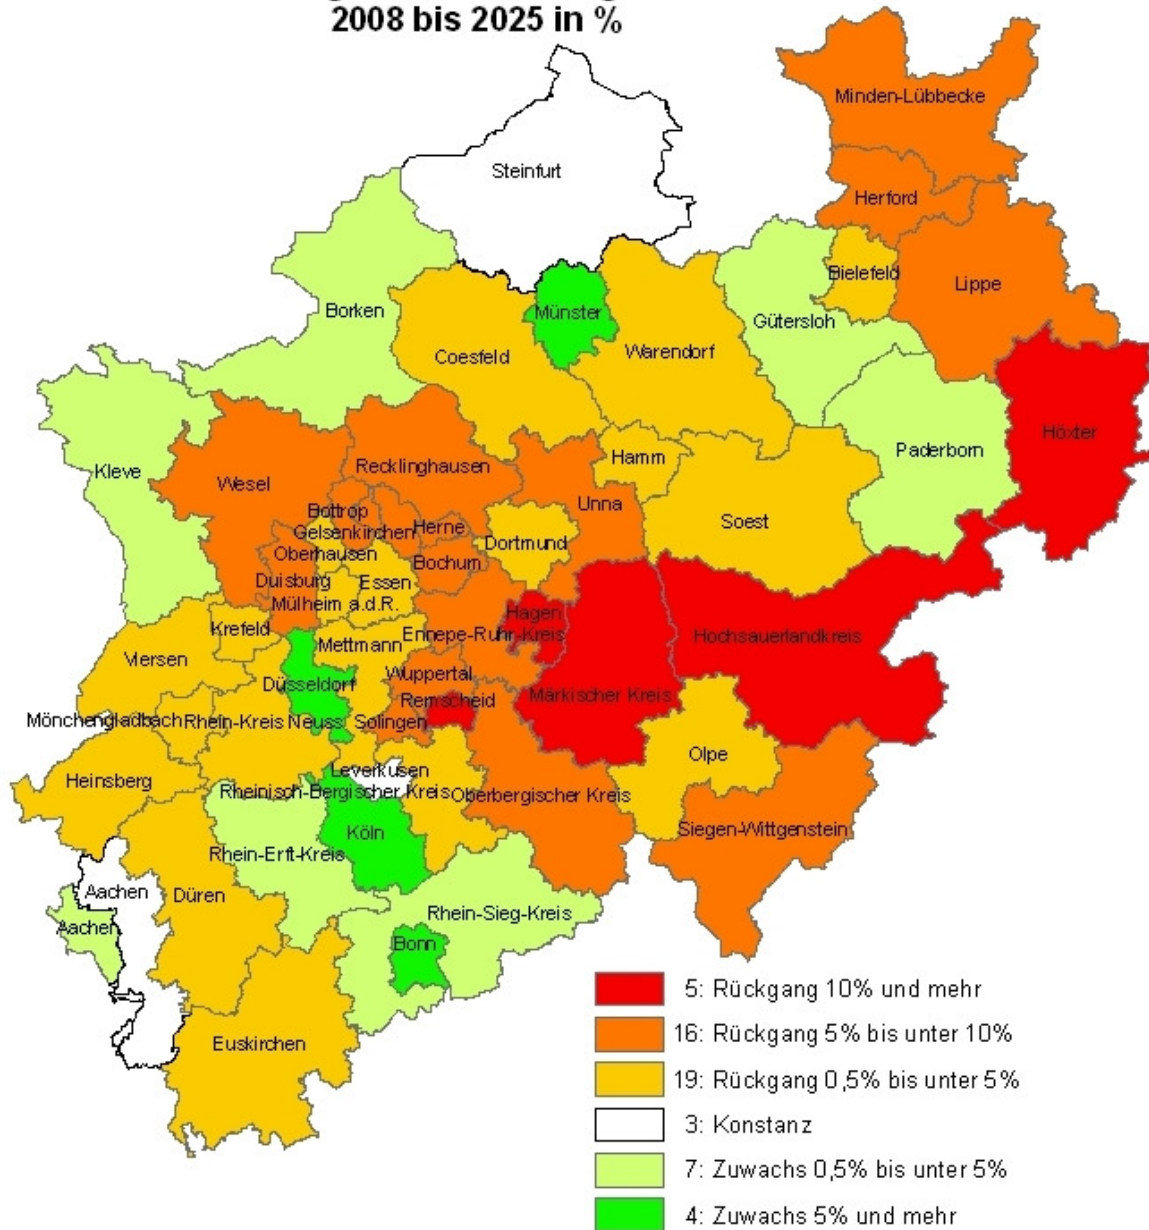 2008 bis 2025 in %
Minden-Lübbecke
Steinfurt
Herford
Bielefeld
Lippe
Borken
Münster
Gütersloh
Coesfeld
Warendorf
Höxter
Paderborn
Kleve
Wesel
Recklinghausen
Hamm
Unna
Soest
Bottrop
Gelsenkirchen
Herne
Dortmund
Oberhausen
Bochum
Duisburg
Essen
Mülheim a.d.R.
Hagen
Krefeld
Ennepe-Ruhr-Kreis
Hochsauerlandkreis
Mettmann
Viersen
Wuppertal
Düsseldorf
Märkischer Kreis
Remscheid
Mönchengladbach
Rhein-Kreis Neuss
Solingen
Olpe
Heinsberg
Leverkusen
Rheinisch-Bergischer Kreis
Oberbergischer Kreis
Köln
Siegen-Wittgenstein
Rhein-Erft-Kreis
Aachen
Düren
Rhein-Sieg-Kreis
Aachen
Bonn
Euskirchen
5: Rückgang 10% und mehr
16: Rückgang 5% bis unter 10%
19: Rückgang 0,5% bis unter 5%
3: Konstanz
7: Zuwachs 0,5% bis unter 5%
4: Zuwachs 5% und mehr